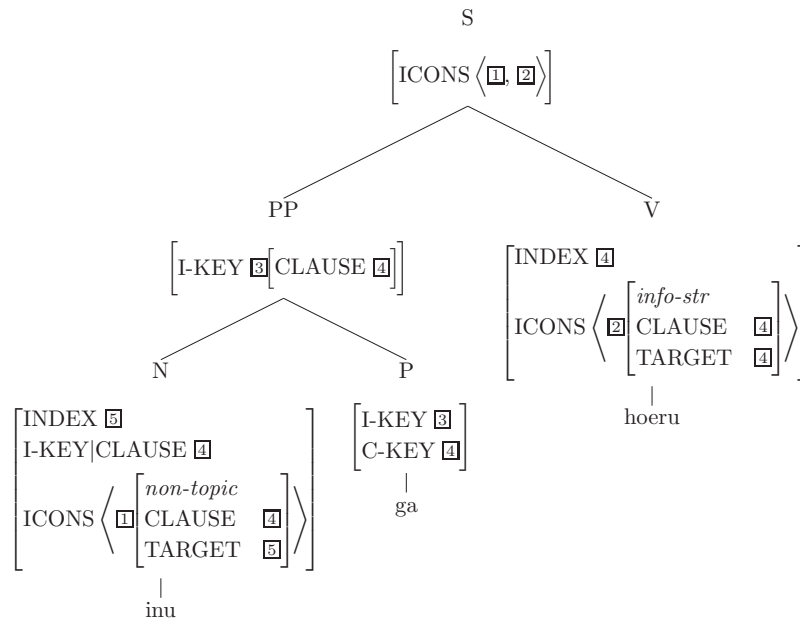 S
[ICONS ⟨1, 2⟩]
PP
V
[I-KEY 3[CLAUSE 4]]
INDEX 4
ICONS ⟨2[info-str
CLAUSE 4
TARGET 4]⟩
hoeru
N
P
INDEX 5
I-KEY|CLAUSE 4
ICONS ⟨1[non-topic
CLAUSE 4
TARGET 5]⟩
inu
I-KEY 3
C-KEY 4
ga